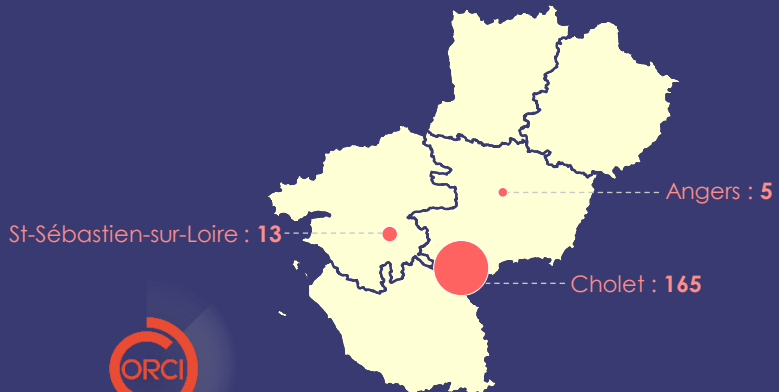 Angers : 5
St-Sébastien-sur-Loire : 13
Cholet : 165
ORCI